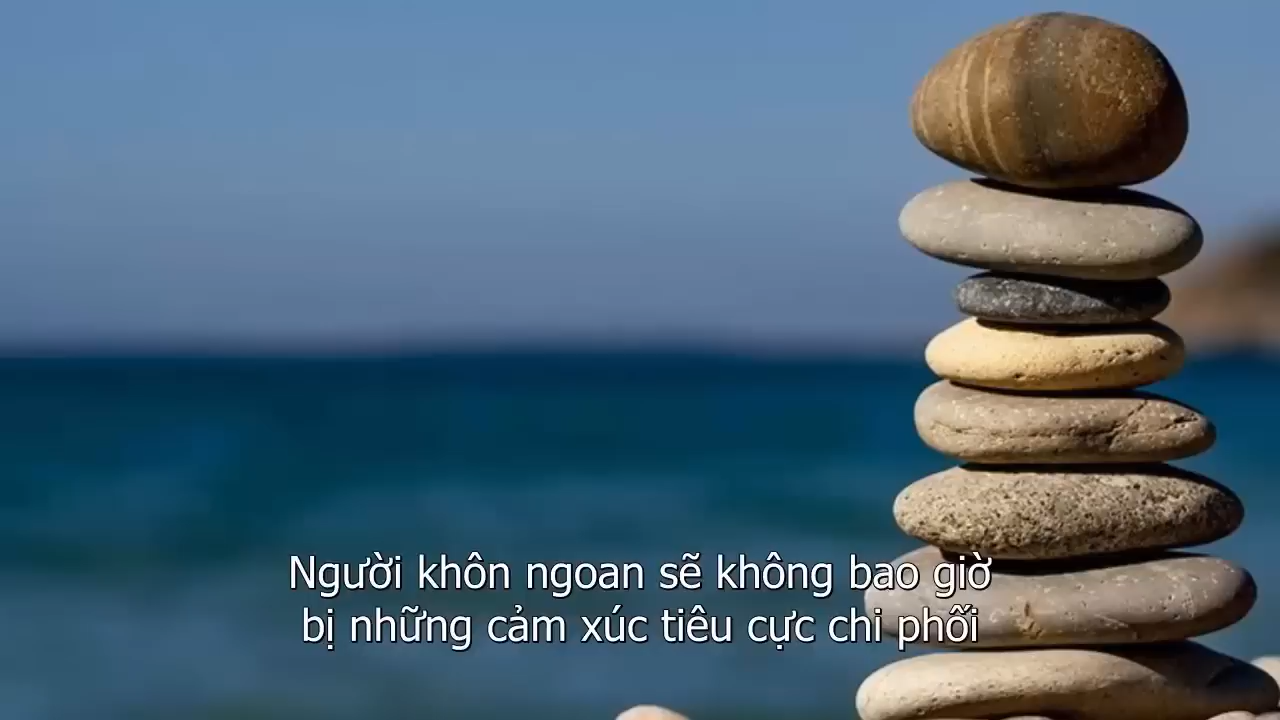 Người khôn ngoan sẽ không bao giờ
bị những cảm xúc tiêu cực chi phối